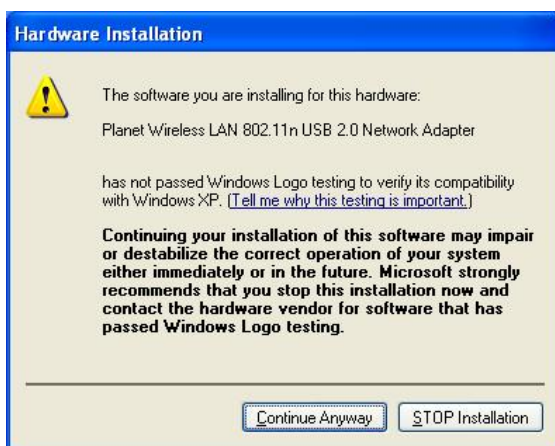 Hardware Installation
The software you are installing for this hardware:
Planet Wireless LAN 802.11n USB 2.0 Network Adapter
has not passed Windows Logo testing to verify its compatibility
with Windows XP. (Tell me why this testing is important.)
Continuing your installation of this software may impair
or destabilize the correct operation of your system
either immediately or in the future. Microsoft strongly
recommends that you stop this installation now and
contact the hardware vendor for software that has
passed Windows Logo testing.
Continue Anyway
STOP Installation